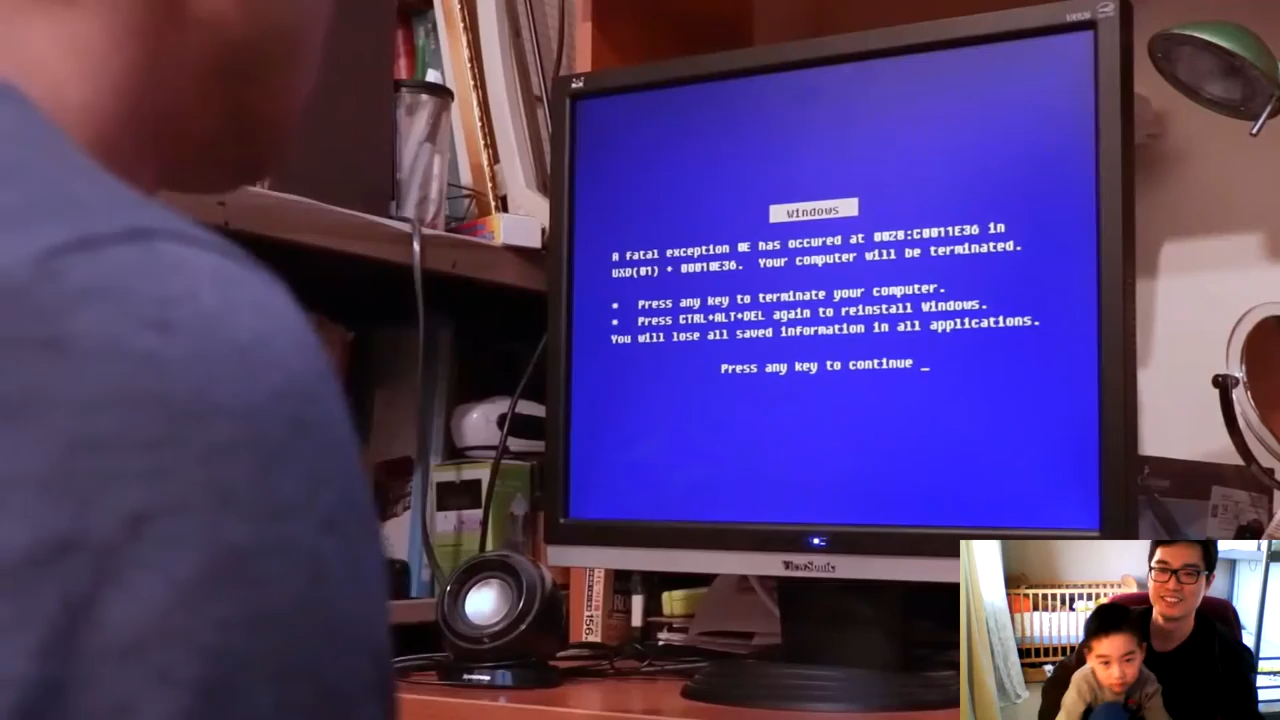 Windows
A fatal exception 0E has occured at 0028:C0011E36 in
UXD(01) + 00010E36. Your computer will be terminated.
* Press any key to terminate your computer.
* Press CTRL+ALT+DEL again to reinstall Windows.
You will lose all saved information in all applications.
Press any key to continue _
ViewSonic
156